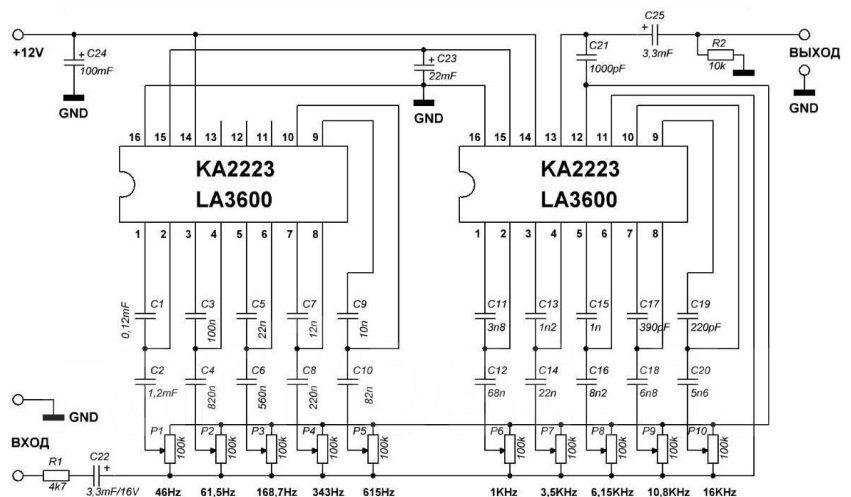 +12V
C24
+
100mF
GND
C23
+
22mF
GND
C21
1000pF
C25
+
3,3mF
R2
10k
ВЫХОД
GND
16 15 14 13 12 11 10 9
KA2223
LA3600
1 2 3 4 5 6 7 8
16 15 14 13 12 11 10 9
KA2223
LA3600
1 2 3 4 5 6 7 8
C1
0,12mF
C3
100n
C5
22n
C7
12n
C9
10n
C11
3n8
C13
1n2
C15
1n
C17
390pF
C19
220pF
C2
1,2mF
C4
820n
C6
560n
C8
220n
C10
82n
C12
68n
C14
22n
C16
8n2
C18
6n8
C20
5n6
GND
ВХОД
R1
4k7
C22
+
3,3mF/16V
P1
100k
P2
100k
P3
100k
P4
100k
P5
100k
P6
100k
P7
100k
P8
100k
P9
100k
P10
100k
46Hz 61,5Hz 168,7Hz 343Hz 615Hz 1KHz 3,5KHz 6,15KHz 10,8KHz 16KHz